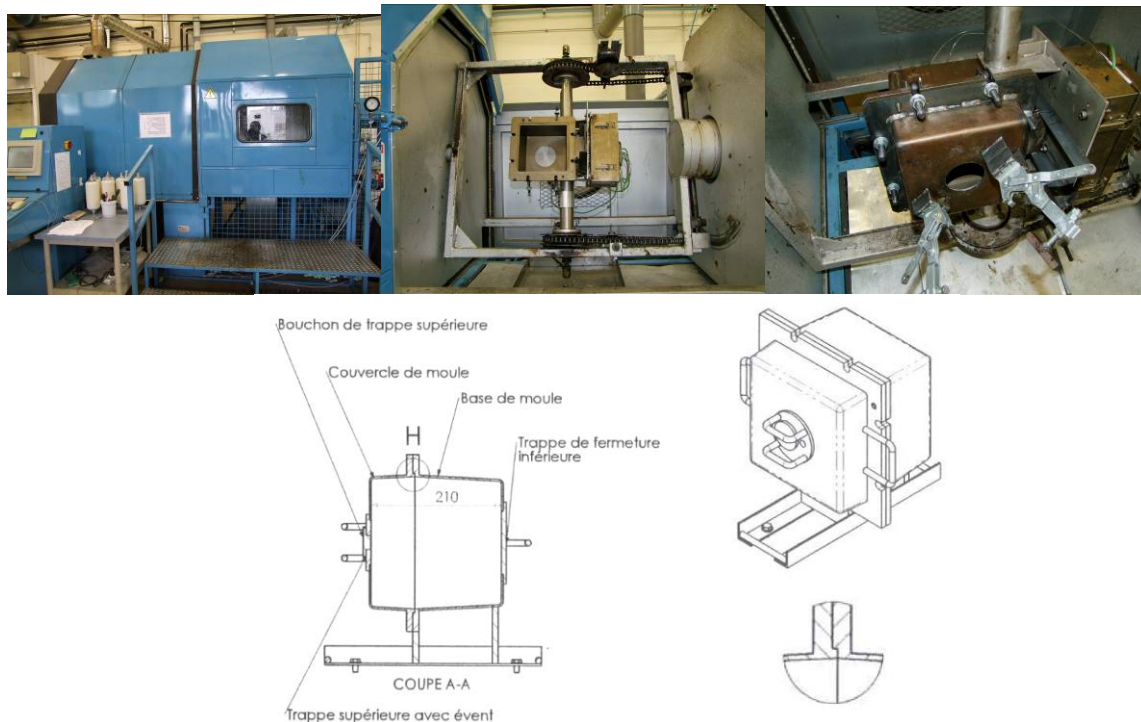 Bouchon de trappe supérieure
Couvercle de moule
Base de moule
H
Trappe de fermeture
inférieure
210
COUPE A-A
Trappe supérieure avec évent